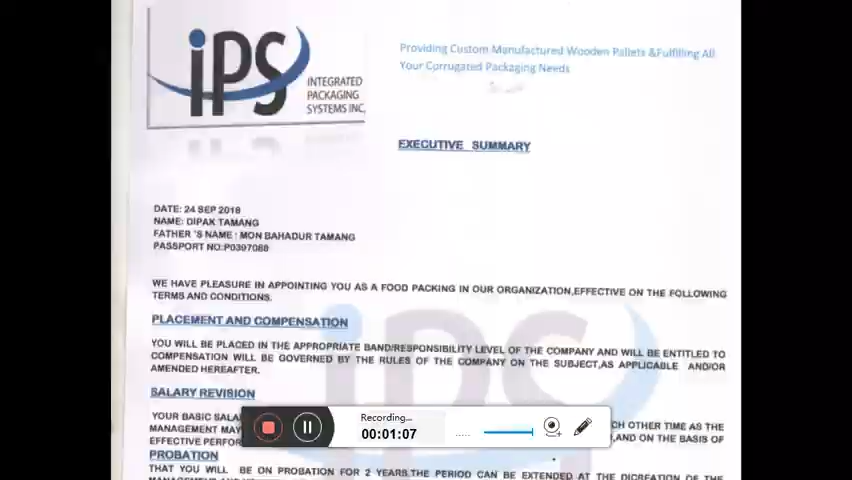 iPS
INTEGRATED
PACKAGING
SYSTEMS INC.
Providing Custom Manufactured Wooden Pallets &Fulfilling All
Your Corrugated Packaging Needs
EXECUTIVE SUMMARY
DATE: 24 SEP 2018
NAME: DIPAK TAMANG
FATHER 'S NAME : MON BAHADUR TAMANG
PASSPORT NO:P0397088
WE HAVE PLEASURE IN APPOINTING YOU AS A FOOD PACKING IN OUR ORGANIZATION,EFFECTIVE ON THE FOLLOWING
TERMS AND CONDITIONS.
PLACEMENT AND COMPENSATION
YOU WILL BE PLACED IN THE APPROPRIATE BAND/RESPONSIBILITY LEVEL OF THE COMPANY AND WILL BE ENTITLED TO
COMPENSATION WILL BE GOVERNED BY THE RULES OF THE COMPANY ON THE SUBJECT,AS APPLICABLE AND/OR
AMENDED HEREAFTER.
SALARY REVISION
YOUR BASIC SALA CH OTHER TIME AS THE
MANAGEMENT MAY ,AND ON THE BASIS OF
EFFECTIVE PERFOR
PROBATION
THAT YOU WILL BE ON PROBATION FOR 2 YEARS.THE PERIOD CAN BE EXTENDED AT THE DICREATION OF THE
Recording...
00:01:07